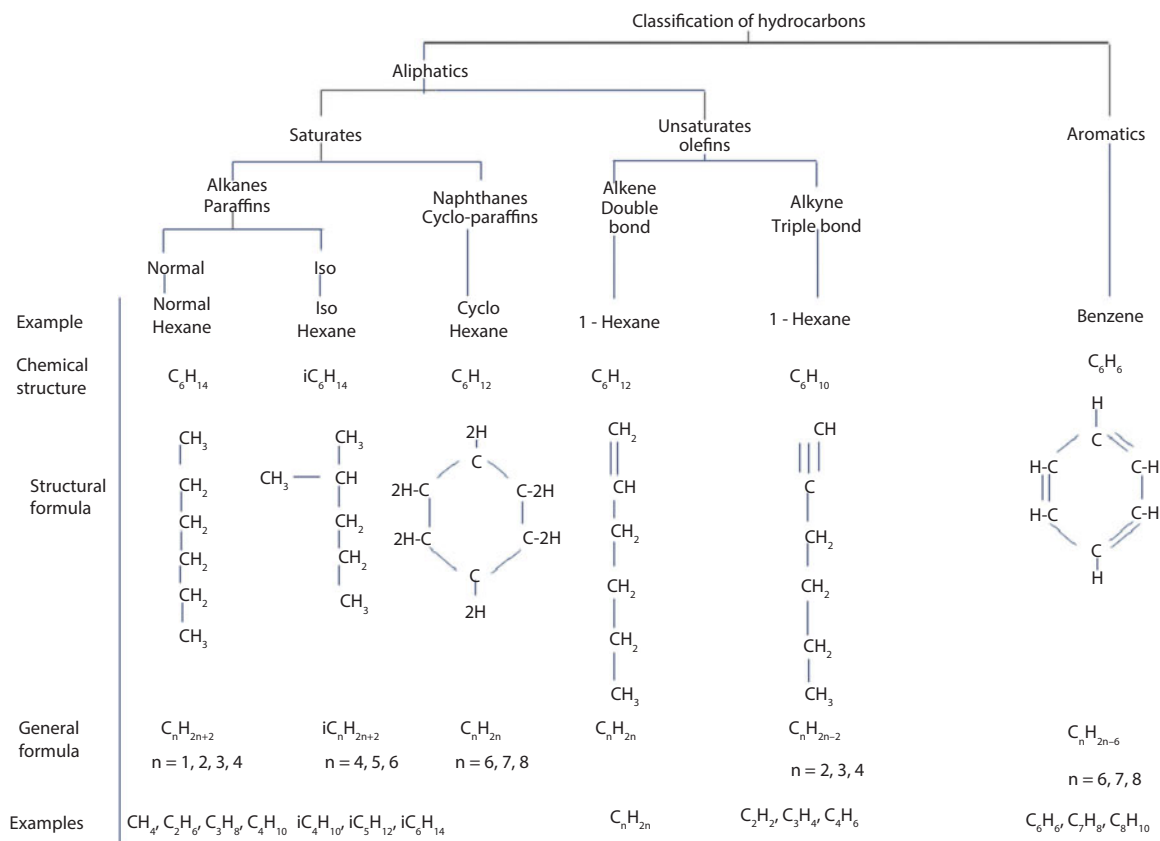 Classification of hydrocarbons
Aliphatics
Saturates
Unsaturates
olefins
Aromatics
Alkanes
Paraffins
Naphthanes
Cyclo-paraffins
Alkene
Double
bond
Alkyne
Triple bond
Normal
Iso
Example
Normal
Hexane
Iso
Hexane
Cyclo
Hexane
1 - Hexane
1 - Hexane
Benzene
Chemical
structure
C₆H₁₄
iC₆H₁₄
C₆H₁₂
C₆H₁₂
C₆H₁₀
C₆H₆
Structural
formula
CH₃
CH₂
CH₂
CH₂
CH₂
CH₃
CH₃
CH₃
CH
CH₂
CH₂
CH₃
2H
C
2H-C
C-2H
2H-C
C-2H
C
2H
CH₂
CH
CH₂
CH₂
CH₂
CH₃
CH
C
CH₂
CH₂
CH₂
CH₃
H
C
H-C
C-H
H-C
C-H
C
H
General
formula
CₙH₂ₙ₊₂
n = 1, 2, 3, 4
iCₙH₂ₙ₊₂
n = 4, 5, 6
CₙH₂ₙ
n = 6, 7, 8
CₙH₂ₙ
CₙH₂ₙ₋₂
n = 2, 3, 4
CₙH₂ₙ₋₆
n = 6, 7, 8
Examples
CH₄, C₂H₆, C₃H₈, C₄H₁₀
iC₄H₁₀, iC₅H₁₂, iC₆H₁₄
CₙH₂ₙ
C₂H₂, C₃H₄, C₄H₆
C₆H₆, C₇H₈, C₈H₁₀